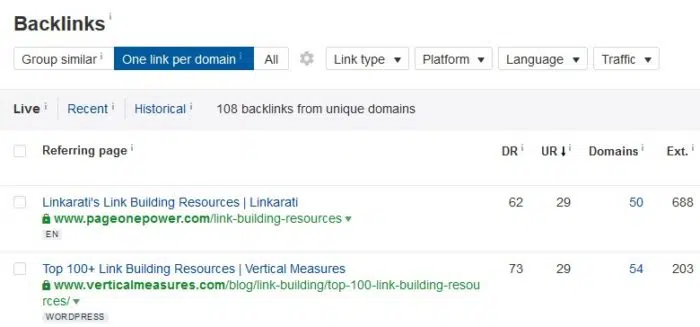 Backlinks i
Group similar i One link per domain i All Link type ▼ Platform ▼ Language ▼ Traffic ▼
Live i Recent i Historical i 108 backlinks from unique domains
Referring page i DR i UR ↓ i Domains i Ext. i
Linkarati's Link Building Resources | Linkarati 62 29 50 688
www.pageonepower.com/link-building-resources ▼
EN
Top 100+ Link Building Resources | Vertical Measures 73 29 54 203
www.verticalmeasures.com/blog/link-building/top-100-link-building-resou
rces/ ▼
WORDPRESS